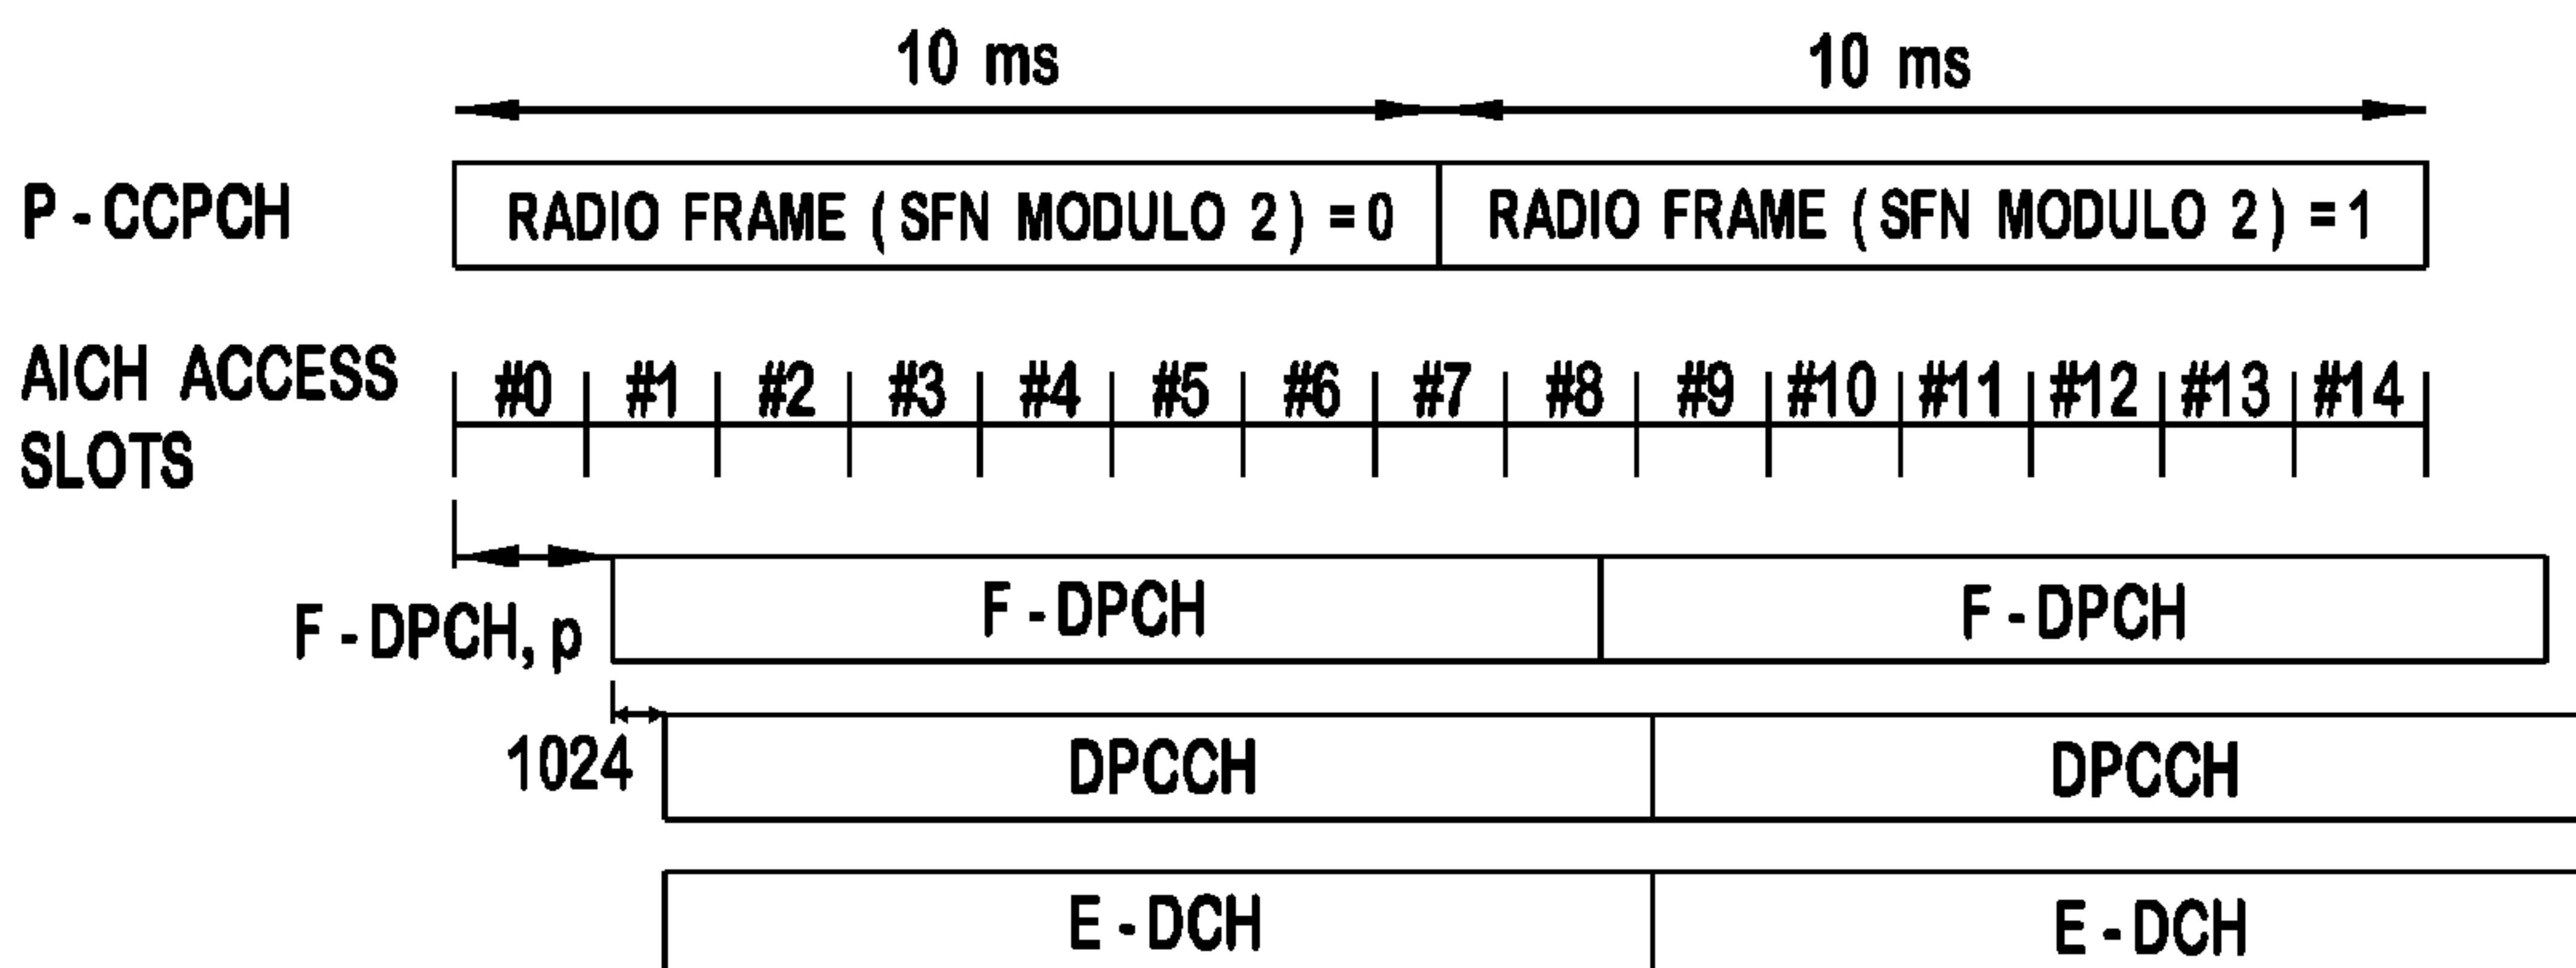 10 ms 10 ms
P - CCPCH RADIO FRAME ( SFN MODULO 2 ) = 0 RADIO FRAME ( SFN MODULO 2 ) = 1
AICH ACCESS
SLOTS
#0 #1 #2 #3 #4 #5 #6 #7 #8 #9 #10 #11 #12 #13 #14
F - DPCH F - DPCH
F - DPCH, p
1024 DPCCH DPCCH
E - DCH E - DCH